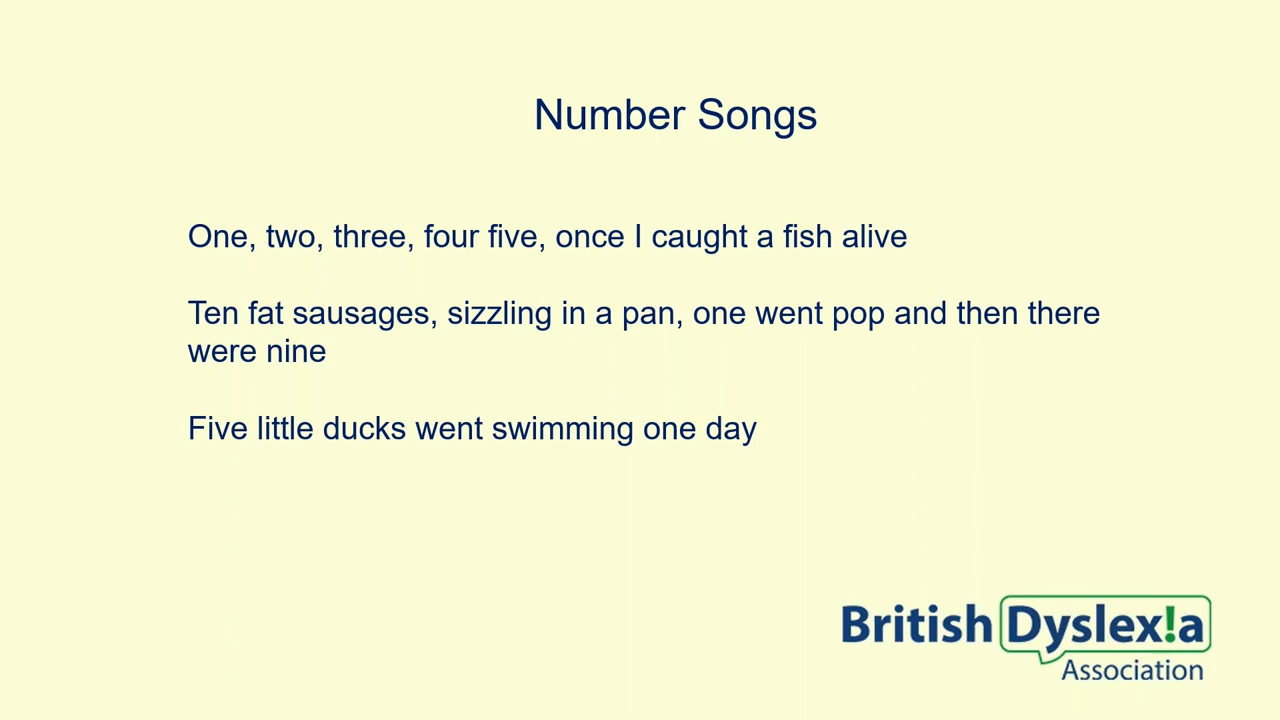 Number Songs
One, two, three, four five, once I caught a fish alive
Ten fat sausages, sizzling in a pan, one went pop and then there
were nine
Five little ducks went swimming one day
British Dyslex!a
Association